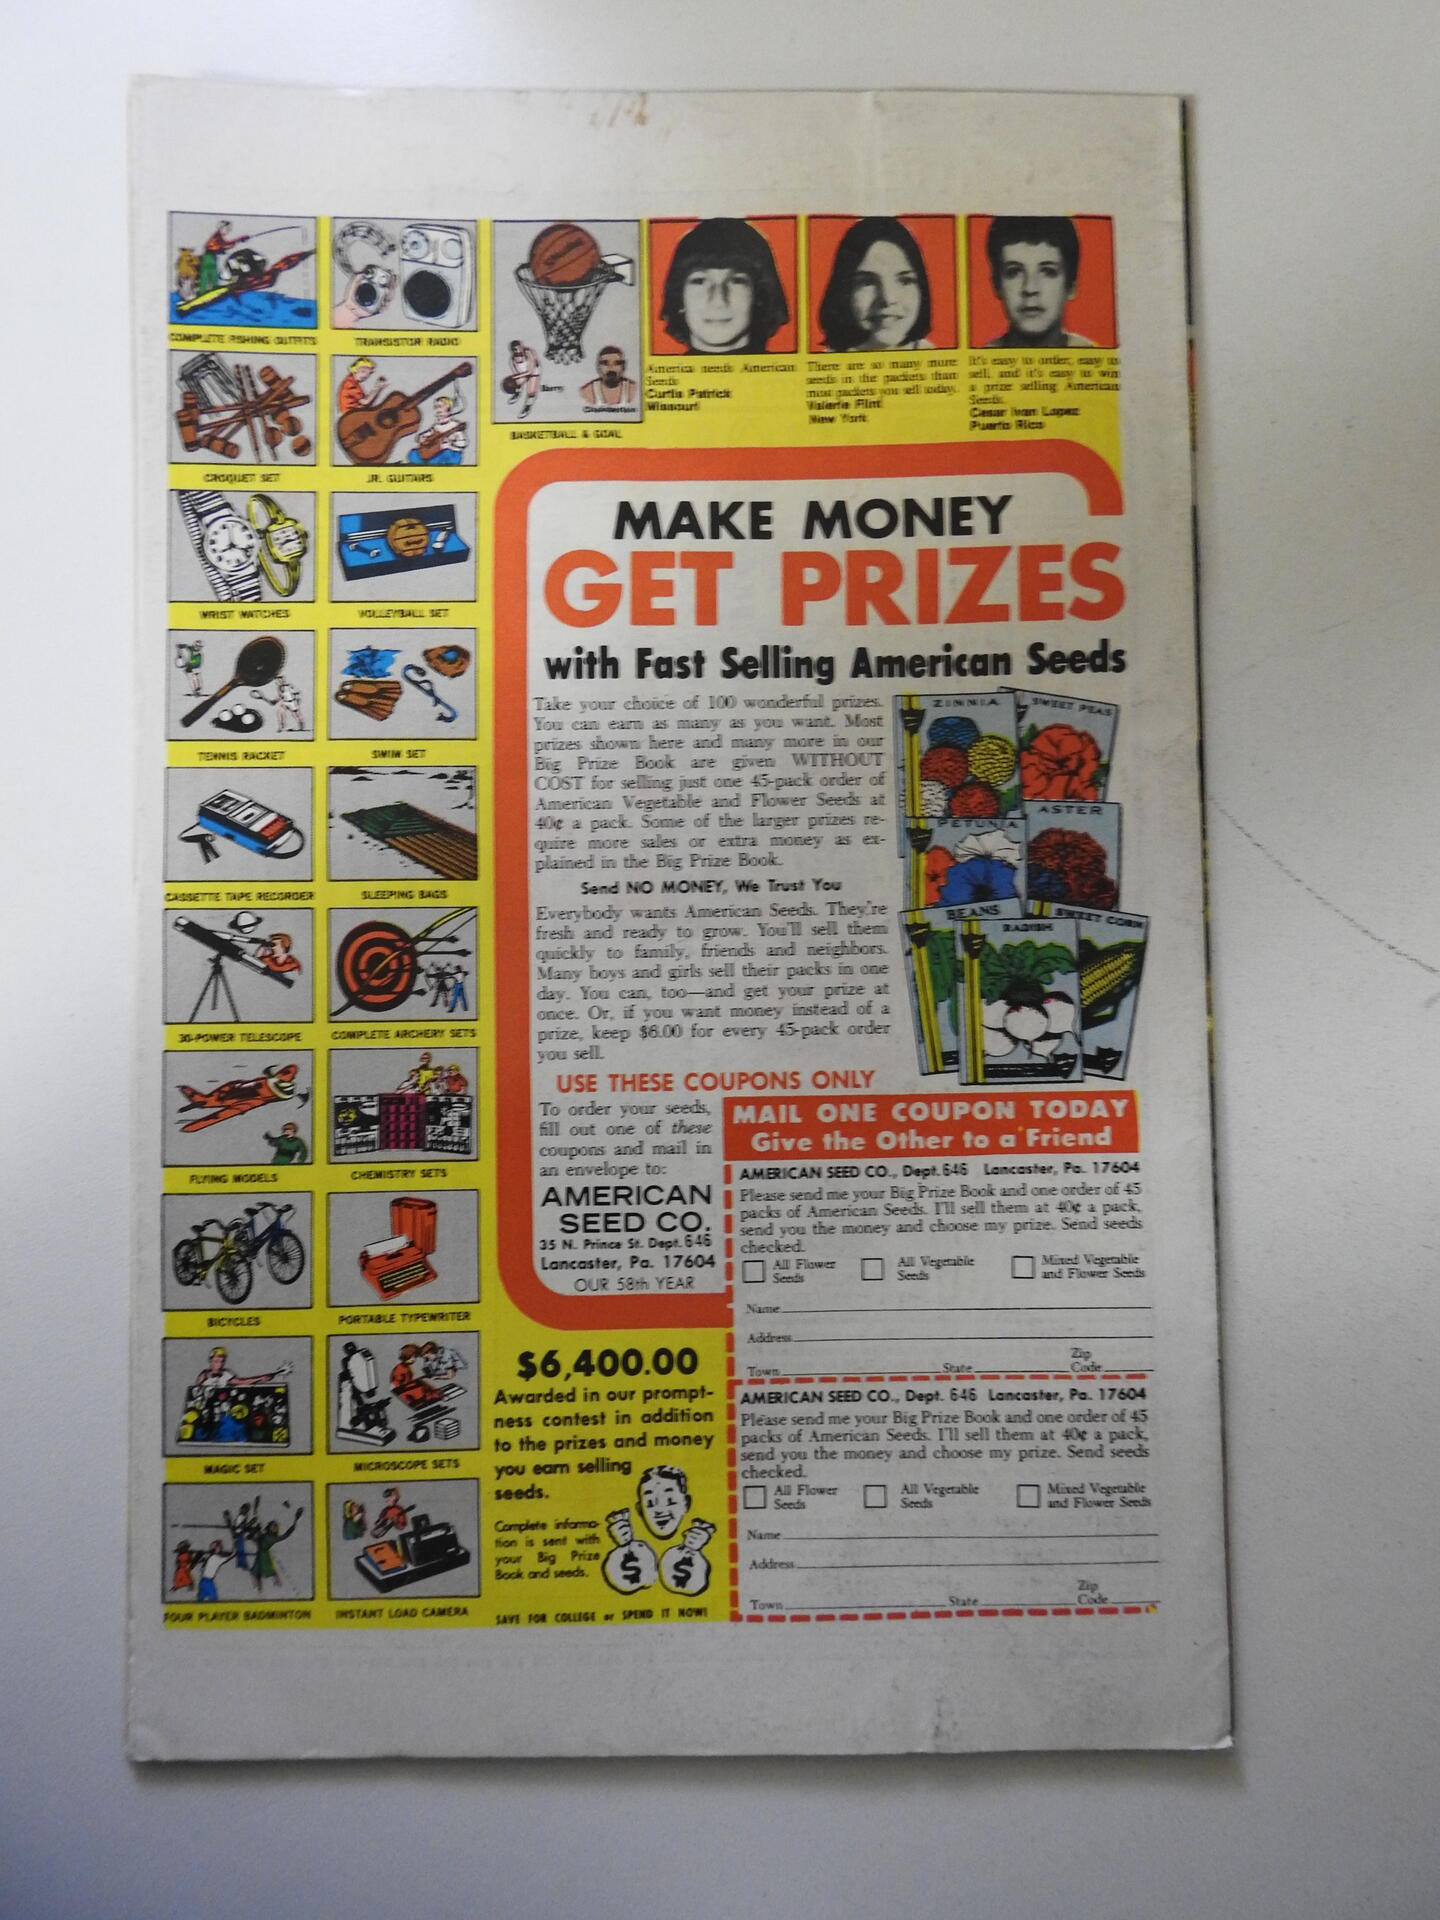 COMPLETE FISHING OUTFITS
TRANSISTOR RADIO
CROQUET SET
JR. GUITARS
WRIST WATCHES
VOLLEYBALL SET
TENNIS RACKET
SWIM SET
CASSETTE TAPE RECORDER
SLEEPING BAGS
30-POWER TELESCOPE
COMPLETE ARCHERY SETS
FLYING MODELS
CHEMISTRY SETS
BICYCLES
PORTABLE TYPEWRITER
MAGIC SET
MICROSCOPE SETS
FOUR PLAYER BADMINTON
INSTANT LOAD CAMERA
Barry
Chamberlain
BASKETBALL & GOAL
America needs American
Seeds
Curtis Patrick
Missouri
There are so many more
seeds in the packets than
most packets you sell today.
Valerie Flint
New York
It's easy to order, easy to
sell, and it's easy to win
a prize selling American
Seeds.
Cesar Ivan Lopez
Puerto Rico
MAKE MONEY
GET PRIZES
with Fast Selling American Seeds
Take your choice of 100 wonderful prizes.
You can earn as many as you want. Most
prizes shown here and many more in our
Big Prize Book are given WITHOUT
COST for selling just one 45-pack order of
American Vegetable and Flower Seeds at
40¢ a pack. Some of the larger prizes re-
quire more sales or extra money as ex-
plained in the Big Prize Book.
Send NO MONEY, We Trust You
Everybody wants American Seeds. They're
fresh and ready to grow. You'll sell them
quickly to family, friends and neighbors.
Many boys and girls sell their packs in one
day. You can, too—and get your prize at
once. Or, if you want money instead of a
prize, keep $6.00 for every 45-pack order
you sell.
ZINNIA
SWEET PEAS
PETUNIA
ASTER
BEANS
RADISH
SWEET CORN
USE THESE COUPONS ONLY
To order your seeds,
fill out one of these
coupons and mail in
an envelope to:
AMERICAN
SEED CO.
35 N. Prince St. Dept. 646
Lancaster, Pa. 17604
OUR 58th YEAR
$6,400.00
Awarded in our prompt-
ness contest in addition
to the prizes and money
you earn selling
seeds.
Complete informa-
tion is sent with
your Big Prize
Book and seeds.
$ $
SAVE FOR COLLEGE or SPEND IT NOW!
MAIL ONE COUPON TODAY
Give the Other to a Friend
AMERICAN SEED CO., Dept. 646 Lancaster, Pa. 17604
Please send me your Big Prize Book and one order of 45
packs of American Seeds. I'll sell them at 40¢ a pack,
send you the money and choose my prize. Send seeds
checked.
All Flower Seeds
All Vegetable Seeds
Mixed Vegetable and Flower Seeds
Name
Address
Town State Zip Code
AMERICAN SEED CO., Dept. 646 Lancaster, Pa. 17604
Please send me your Big Prize Book and one order of 45
packs of American Seeds. I'll sell them at 40¢ a pack,
send you the money and choose my prize. Send seeds
checked.
All Flower Seeds
All Vegetable Seeds
Mixed Vegetable and Flower Seeds
Name
Address
Town State Zip Code